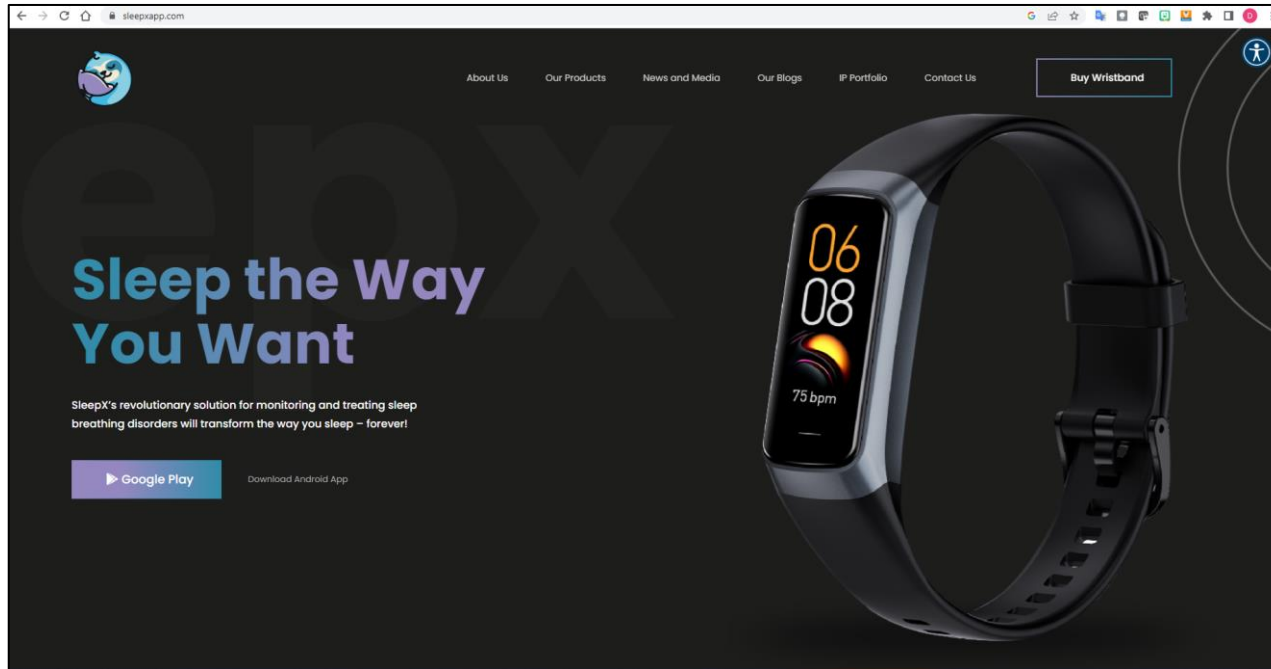 sleepxapp.com
About Us
Our Products
News and Media
Our Blogs
IP Portfolio
Contact Us
Buy Wristband
epx
Sleep the Way
You Want
SleepX's revolutionary solution for monitoring and treating sleep
breathing disorders will transform the way you sleep – forever!
Google Play
Download Android App
06
08
75 bpm